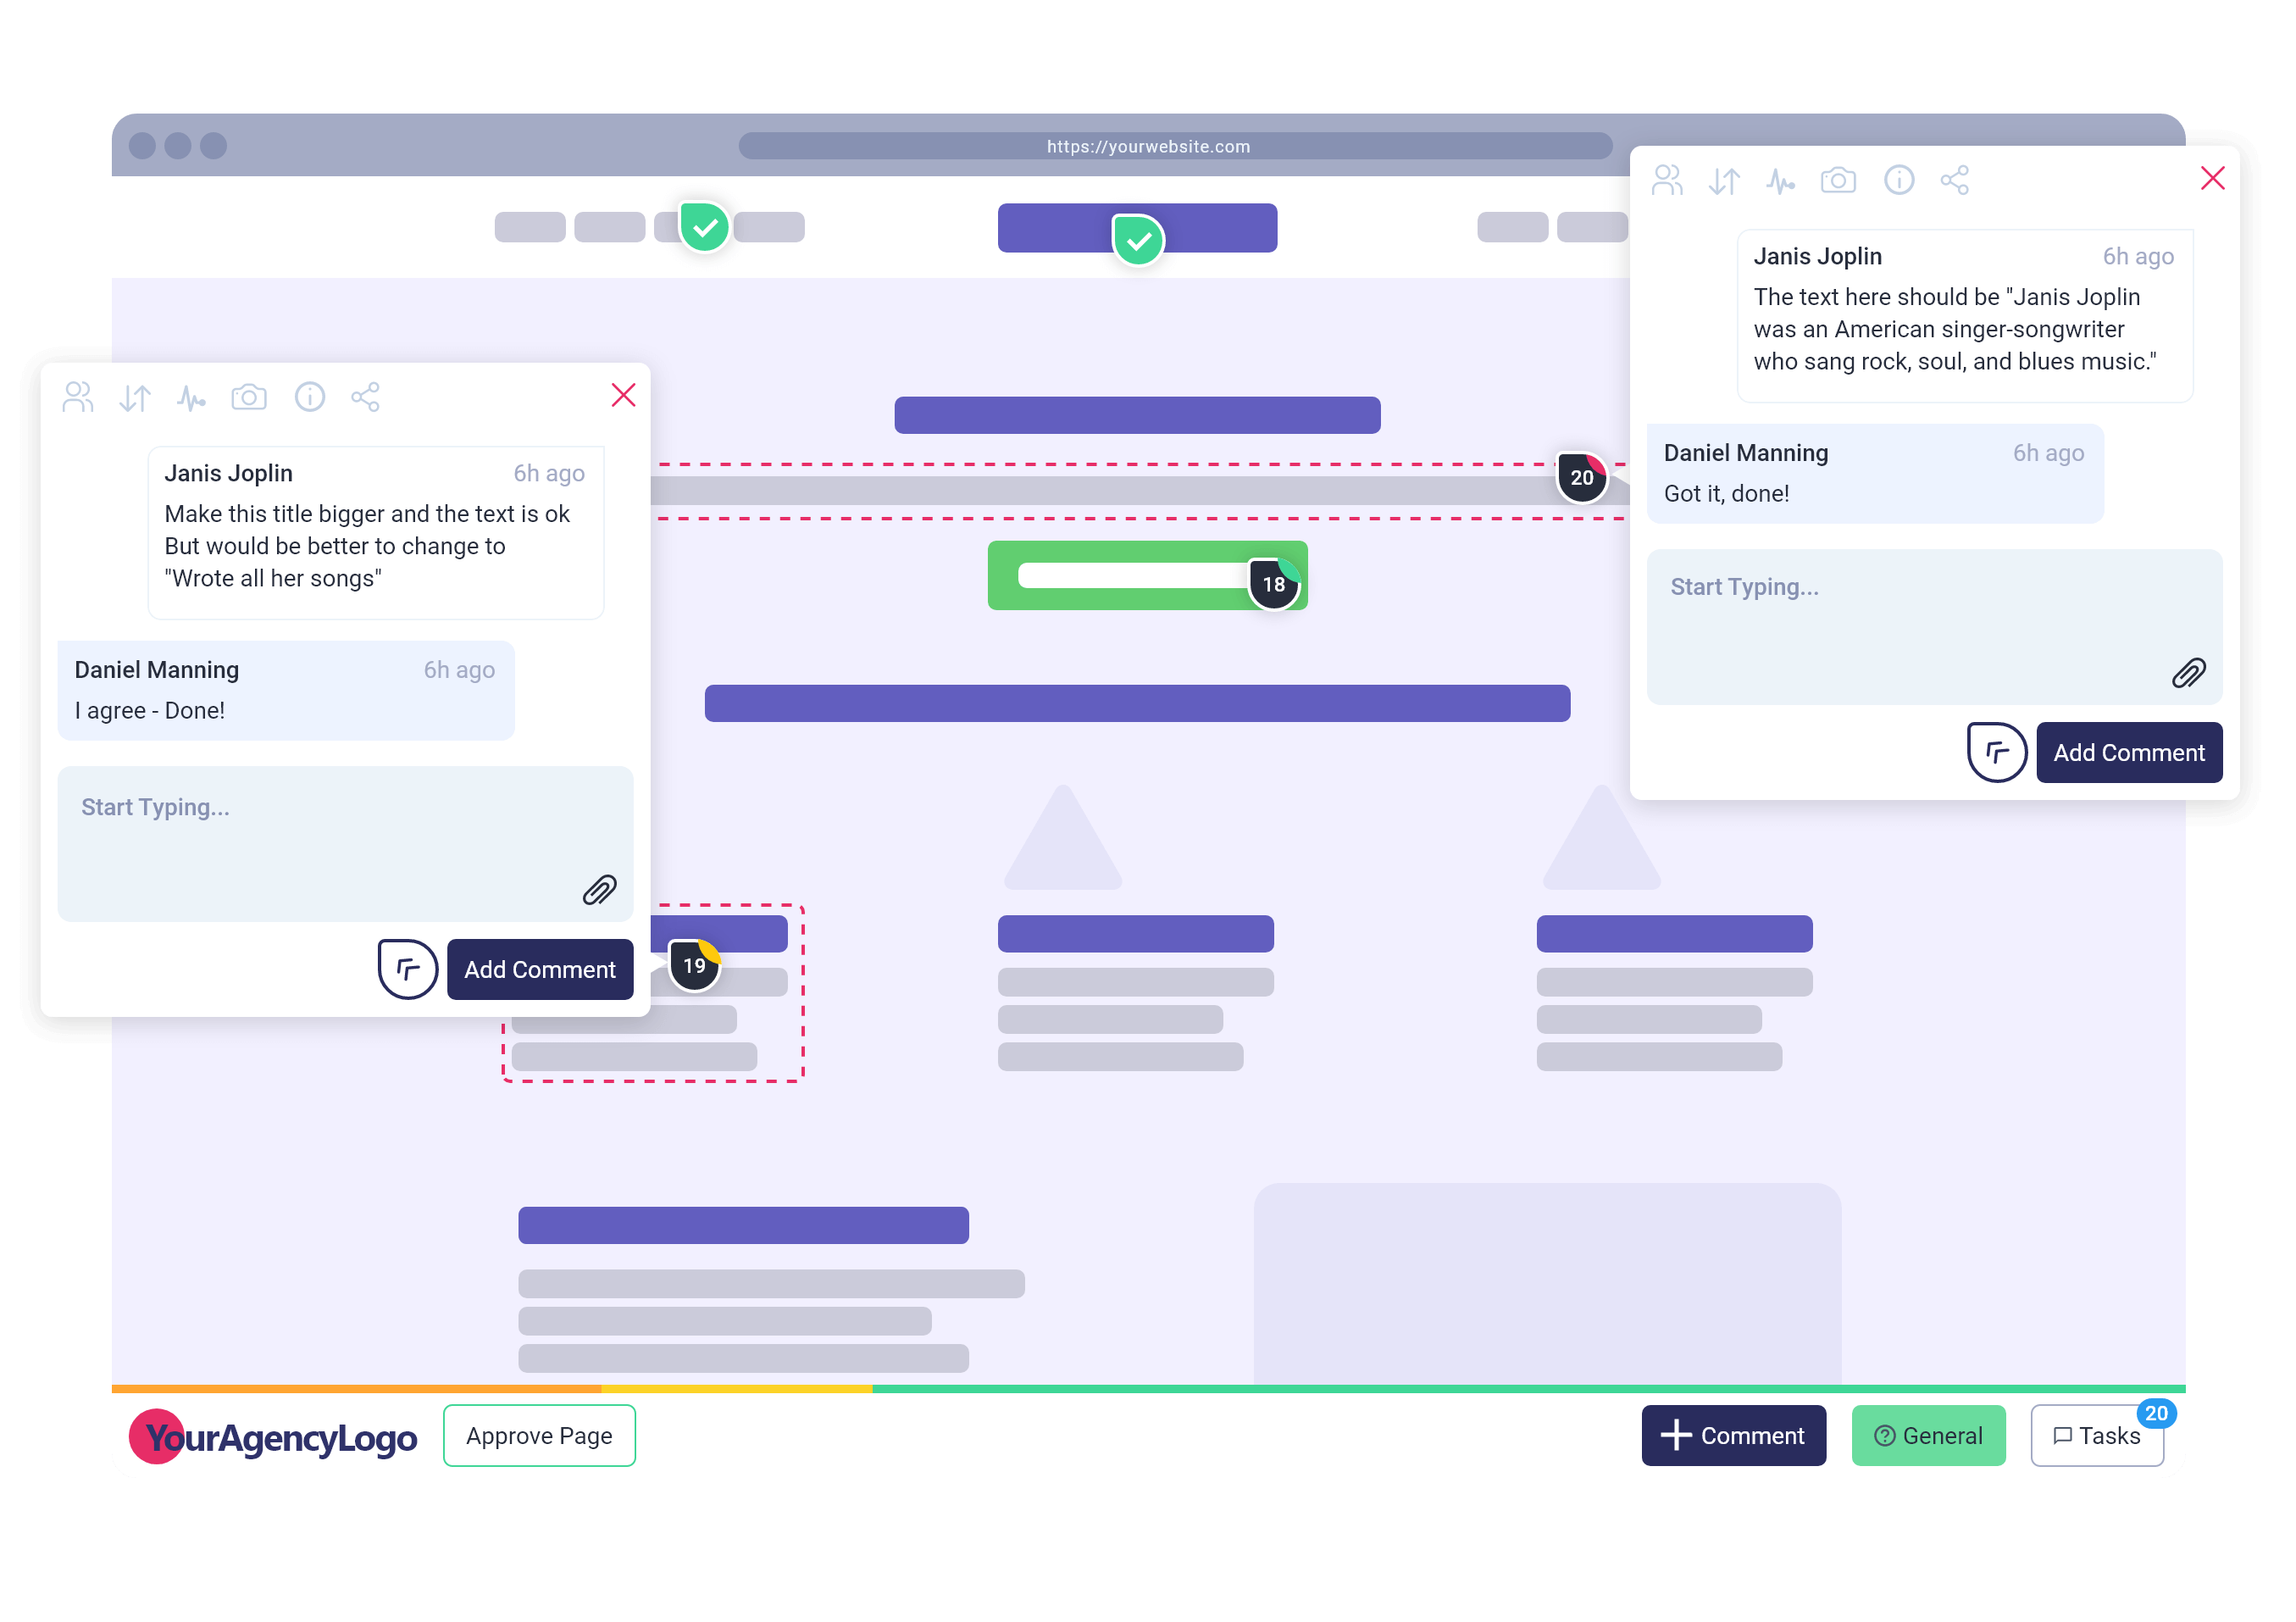 https://yourwebsite.com
Janis Joplin 6h ago
The text here should be "Janis Joplin
was an American singer-songwriter
who sang rock, soul, and blues music."
Daniel Manning 6h ago
Got it, done!
Start Typing...
Add Comment
Janis Joplin 6h ago
Make this title bigger and the text is ok
But would be better to change to
"Wrote all her songs"
Daniel Manning 6h ago
I agree - Done!
Start Typing...
Add Comment
20
18
19
YourAgencyLogo
Approve Page
Comment
General
Tasks
20